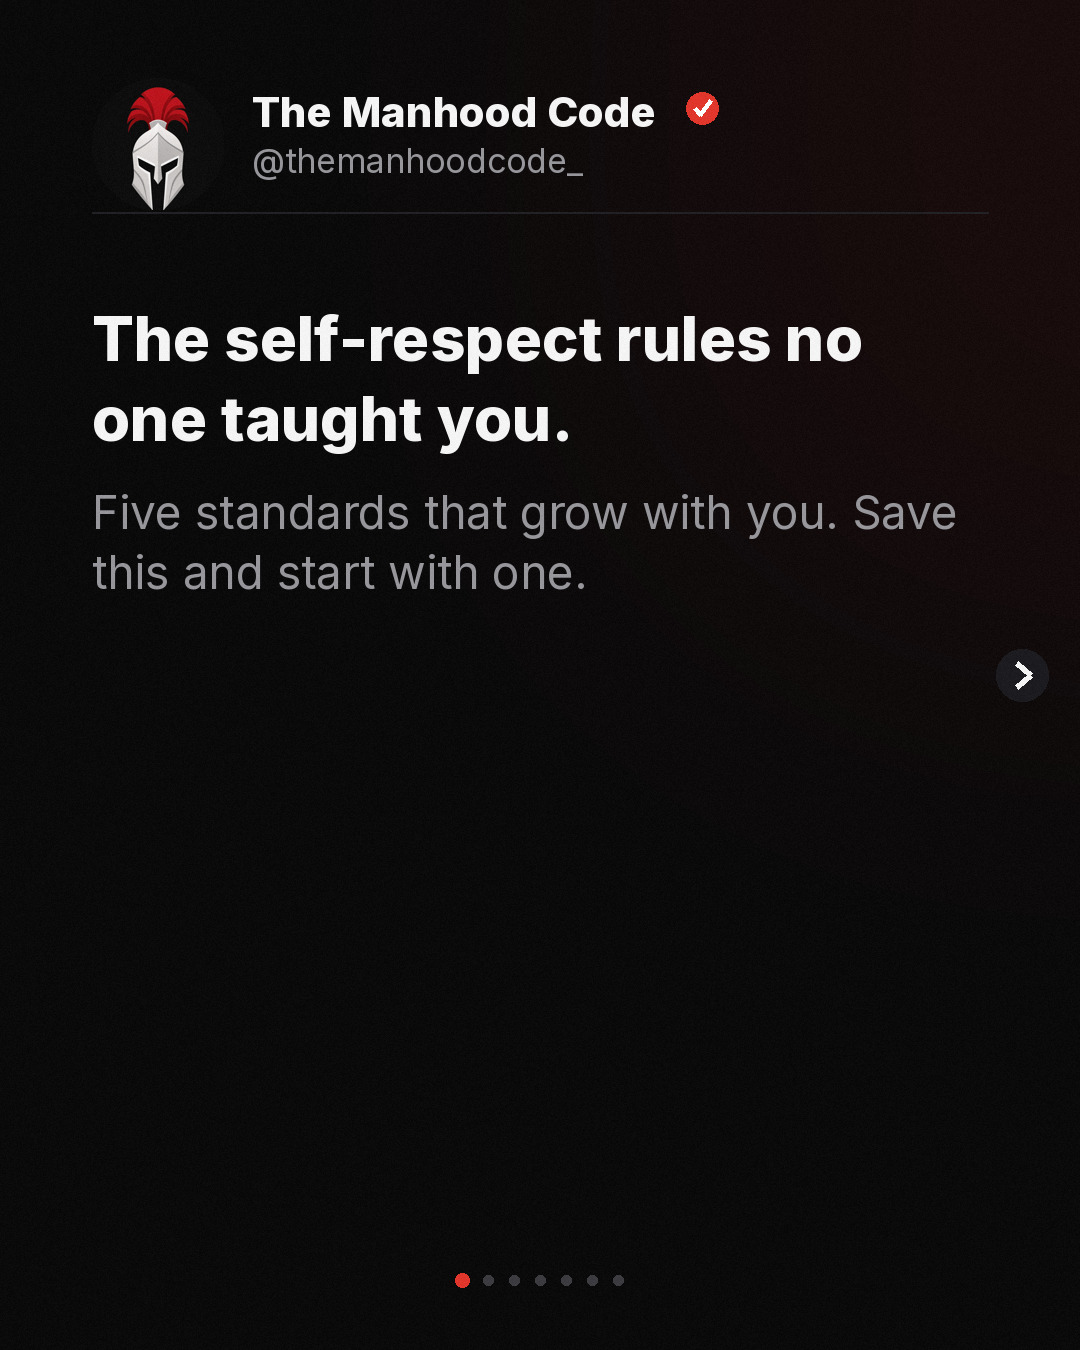 The Manhood Code
@themanhoodcode_
The self-respect rules no
one taught you.
Five standards that grow with you. Save
this and start with one.